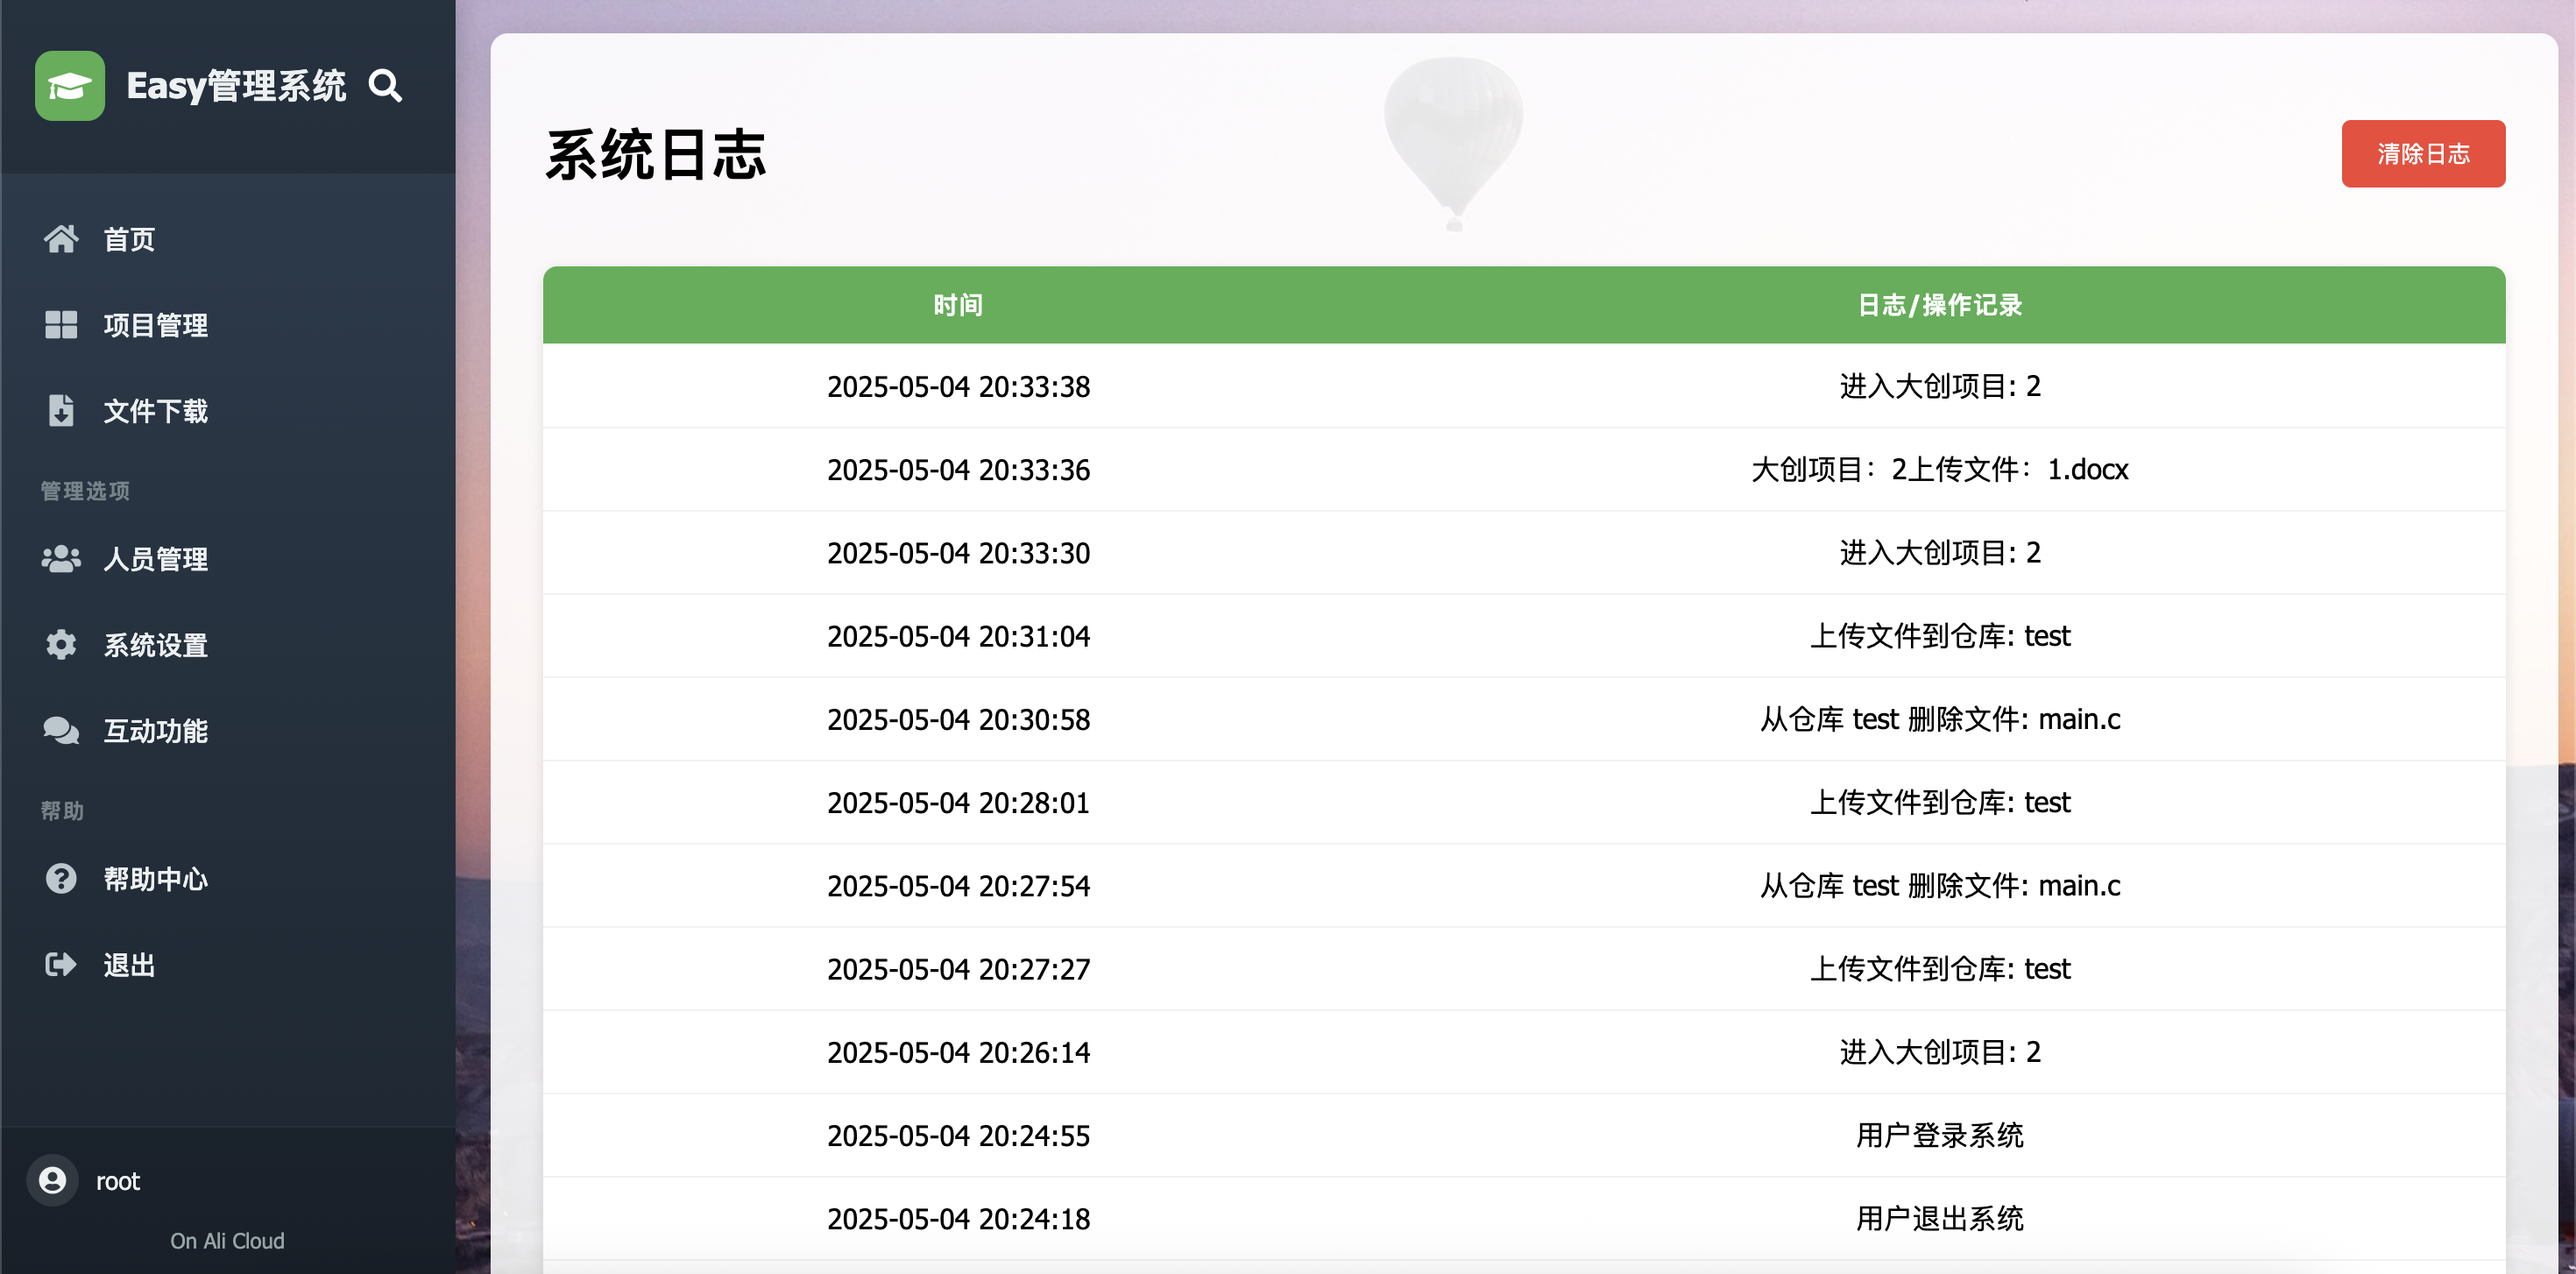 Easy管理系统
首页
项目管理
文件下载
管理选项
人员管理
系统设置
互动功能
帮助
帮助中心
退出
root
On Ali Cloud
系统日志
清除日志
时间 日志/操作记录
2025-05-04 20:33:38 进入大创项目: 2
2025-05-04 20:33:36 大创项目：2上传文件：1.docx
2025-05-04 20:33:30 进入大创项目: 2
2025-05-04 20:31:04 上传文件到仓库: test
2025-05-04 20:30:58 从仓库 test 删除文件: main.c
2025-05-04 20:28:01 上传文件到仓库: test
2025-05-04 20:27:54 从仓库 test 删除文件: main.c
2025-05-04 20:27:27 上传文件到仓库: test
2025-05-04 20:26:14 进入大创项目: 2
2025-05-04 20:24:55 用户登录系统
2025-05-04 20:24:18 用户退出系统